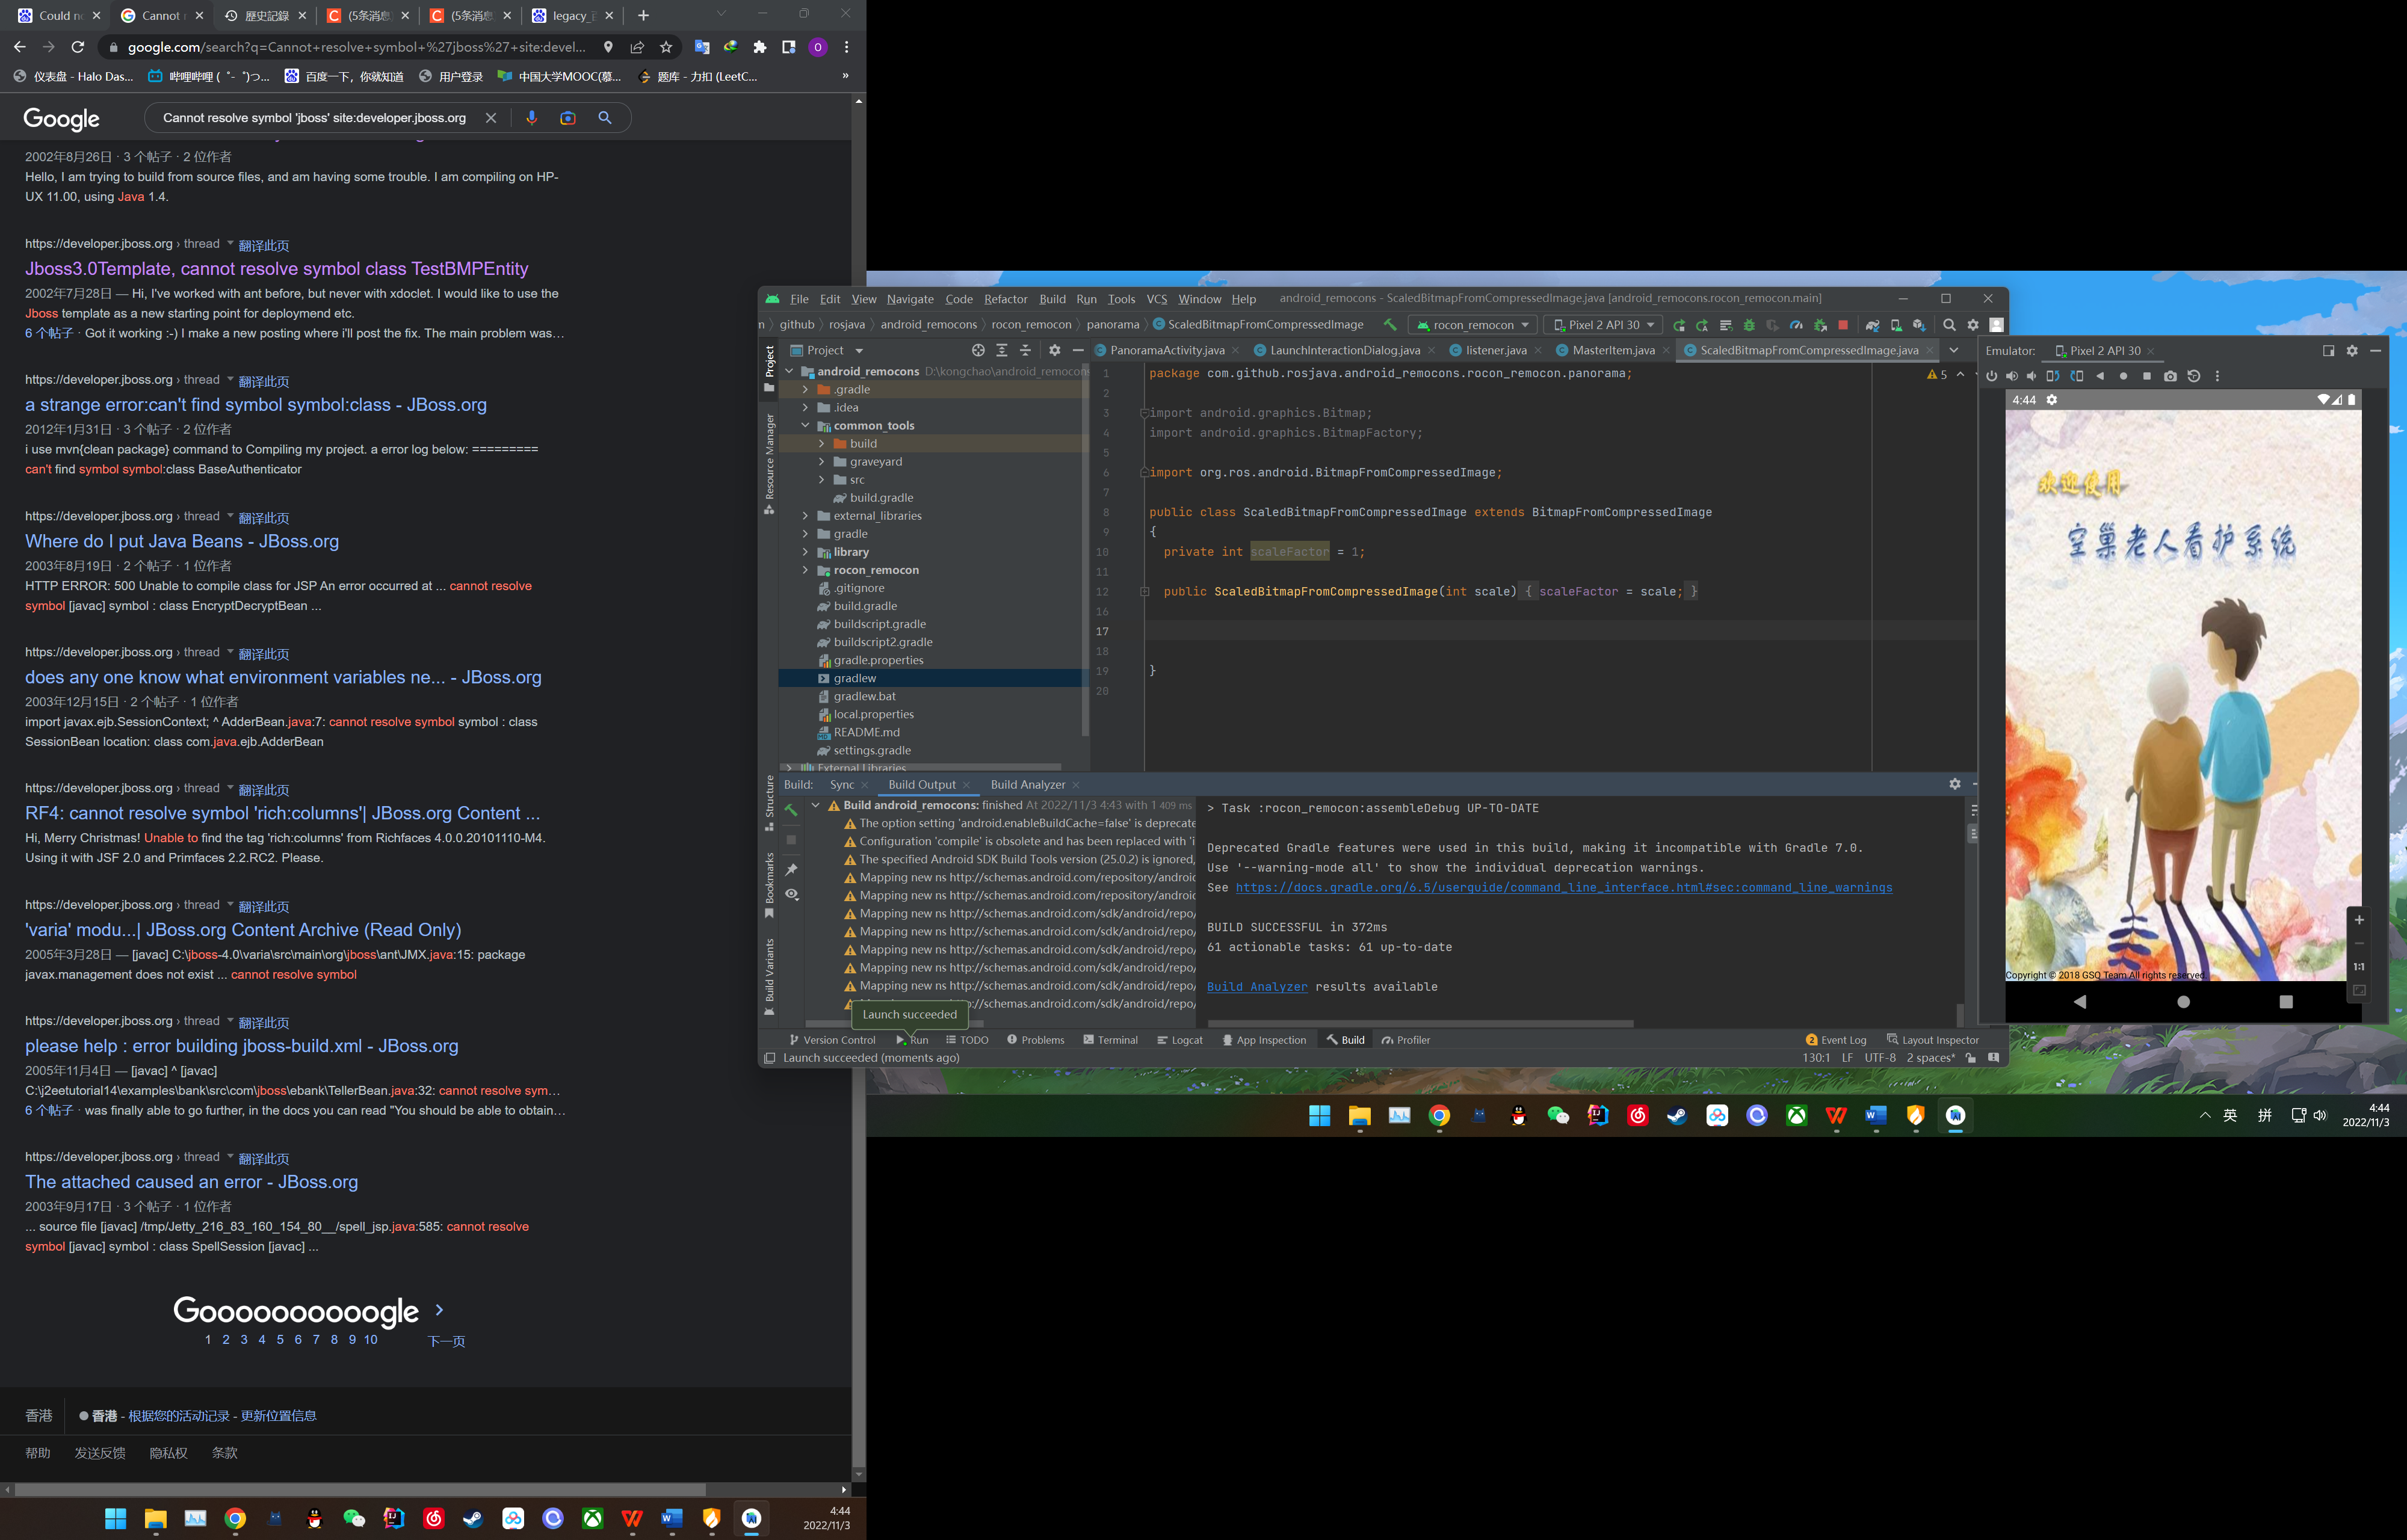 Could n
Cannot
歷史記錄
(5条消息
(5条消息
legacy_
google.com/search?q=Cannot+resolve+symbol+%27jboss%27+site:devel...
O
仪表盘 - Halo Das...
哔哩哔哩 (゜-゜)つ...
百度一下，你就知道
用户登录
中国大学MOOC(慕...
题库 - 力扣 (LeetC...
»
Google
Cannot resolve symbol 'jboss' site:developer.jboss.org
2002年8月26日 · 3 个帖子 · 2 位作者
Hello, I am trying to build from source files, and am having some trouble. I am compiling on HP-
UX 11.00, using Java 1.4.
https://developer.jboss.org › thread 翻译此页
Jboss3.0Template, cannot resolve symbol class TestBMPEntity
2002年7月28日 — Hi, I've worked with ant before, but never with xdoclet. I would like to use the
Jboss template as a new starting point for deploymend etc.
6 个帖子 · Got it working :-) I make a new posting where i'll post the fix. The main problem was…
https://developer.jboss.org › thread 翻译此页
a strange error:can't find symbol symbol:class - JBoss.org
2012年1月31日 · 3 个帖子 · 2 位作者
i use mvn{clean package} command to Compiling my project. a error log below: =========
can't find symbol symbol:class BaseAuthenticator
https://developer.jboss.org › thread 翻译此页
Where do I put Java Beans - JBoss.org
2003年8月19日 · 2 个帖子 · 1 位作者
HTTP ERROR: 500 Unable to compile class for JSP An error occurred at ... cannot resolve
symbol [javac] symbol : class EncryptDecryptBean ...
https://developer.jboss.org › thread 翻译此页
does any one know what environment variables ne... - JBoss.org
2003年12月15日 · 2 个帖子 · 1 位作者
import javax.ejb.SessionContext; ^ AdderBean.java:7: cannot resolve symbol symbol : class
SessionBean location: class com.java.ejb.AdderBean
https://developer.jboss.org › thread 翻译此页
RF4: cannot resolve symbol 'rich:columns'| JBoss.org Content ...
Hi, Merry Christmas! Unable to find the tag 'rich:columns' from Richfaces 4.0.0.20101110-M4.
Using it with JSF 2.0 and Primfaces 2.2.RC2. Please.
https://developer.jboss.org › thread 翻译此页
'varia' modu...| JBoss.org Content Archive (Read Only)
2005年3月28日 — [javac] C:\jboss-4.0\varia\src\main\org\jboss\ant\JMX.java:15: package
javax.management does not exist ... cannot resolve symbol
https://developer.jboss.org › thread 翻译此页
please help : error building jboss-build.xml - JBoss.org
2005年11月4日 — [javac] ^ [javac]
C:\j2eetutorial14\examples\bank\src\com\jboss\ebank\TellerBean.java:32: cannot resolve sym…
6 个帖子 · was finally able to go further, in the docs you can read "You should be able to obtain…
https://developer.jboss.org › thread 翻译此页
The attached caused an error - JBoss.org
2003年9月17日 · 3 个帖子 · 1 位作者
... source file [javac] /tmp/Jetty_216_83_160_154_80__/spell_jsp.java:585: cannot resolve
symbol [javac] symbol : class SpellSession [javac] ...
Goooooooooogle
1 2 3 4 5 6 7 8 9 10 下一页
香港 香港 - 根据您的活动记录 - 更新位置信息
帮助 发送反馈 隐私权 条款
4:44
2022/11/3
File Edit View Navigate Code Refactor Build Run Tools VCS Window Help android_remocons - ScaledBitmapFromCompressedImage.java [android_remocons.rocon_remocon.main]
github rosjava android_remocons rocon_remocon panorama ScaledBitmapFromCompressedImage rocon_remocon Pixel 2 API 30
Project
Resource Manager
Structure
Bookmarks
Build Variants
Project
android_remocons D:\kongchao\android_remocons
.gradle
.idea
common_tools
build
graveyard
src
build.gradle
external_libraries
gradle
library
rocon_remocon
.gitignore
build.gradle
buildscript.gradle
buildscript2.gradle
gradle.properties
gradlew
gradlew.bat
local.properties
README.md
settings.gradle
External Libraries
PanoramaActivity.java LaunchInteractionDialog.java listener.java MasterItem.java ScaledBitmapFromCompressedImage.java
5
1 package com.github.rosjava.android_remocons.rocon_remocon.panorama;
2
3 import android.graphics.Bitmap;
4 import android.graphics.BitmapFactory;
5
6 import org.ros.android.BitmapFromCompressedImage;
7
8 public class ScaledBitmapFromCompressedImage extends BitmapFromCompressedImage
9 {
10 private int scaleFactor = 1;
11
12 public ScaledBitmapFromCompressedImage(int scale) { scaleFactor = scale; }
16
17
18
19 }
20
Build: Sync Build Output Build Analyzer
Build android_remocons: finished At 2022/11/3 4:43 with 1 409 ms
The option setting 'android.enableBuildCache=false' is deprecate
Configuration 'compile' is obsolete and has been replaced with 'i
The specified Android SDK Build Tools version (25.0.2) is ignored,
Mapping new ns http://schemas.android.com/repository/android
Mapping new ns http://schemas.android.com/repository/android
Mapping new ns http://schemas.android.com/sdk/android/repo/
Mapping new ns http://schemas.android.com/sdk/android/repo/
Mapping new ns http://schemas.android.com/sdk/android/repo/
Mapping new ns http://schemas.android.com/sdk/android/repo/
Mapping new ns http://schemas.android.com/sdk/android/repo/
tp://schemas.android.com/sdk/android/repo/
Launch succeeded
> Task :rocon_remocon:assembleDebug UP-TO-DATE
Deprecated Gradle features were used in this build, making it incompatible with Gradle 7.0.
Use '--warning-mode all' to show the individual deprecation warnings.
See https://docs.gradle.org/6.5/userguide/command_line_interface.html#sec:command_line_warnings
BUILD SUCCESSFUL in 372ms
61 actionable tasks: 61 up-to-date
Build Analyzer results available
Version Control Run TODO Problems Terminal Logcat App Inspection Build Profiler 2 Event Log Layout Inspector
Launch succeeded (moments ago) 130:1 LF UTF-8 2 spaces*
Emulator: Pixel 2 API 30
4:44
欢迎使用
空巢老人看护系统
Copyright © 2018 GSQ Team All rights reserved.
1:1
英 拼
4:44
2022/11/3